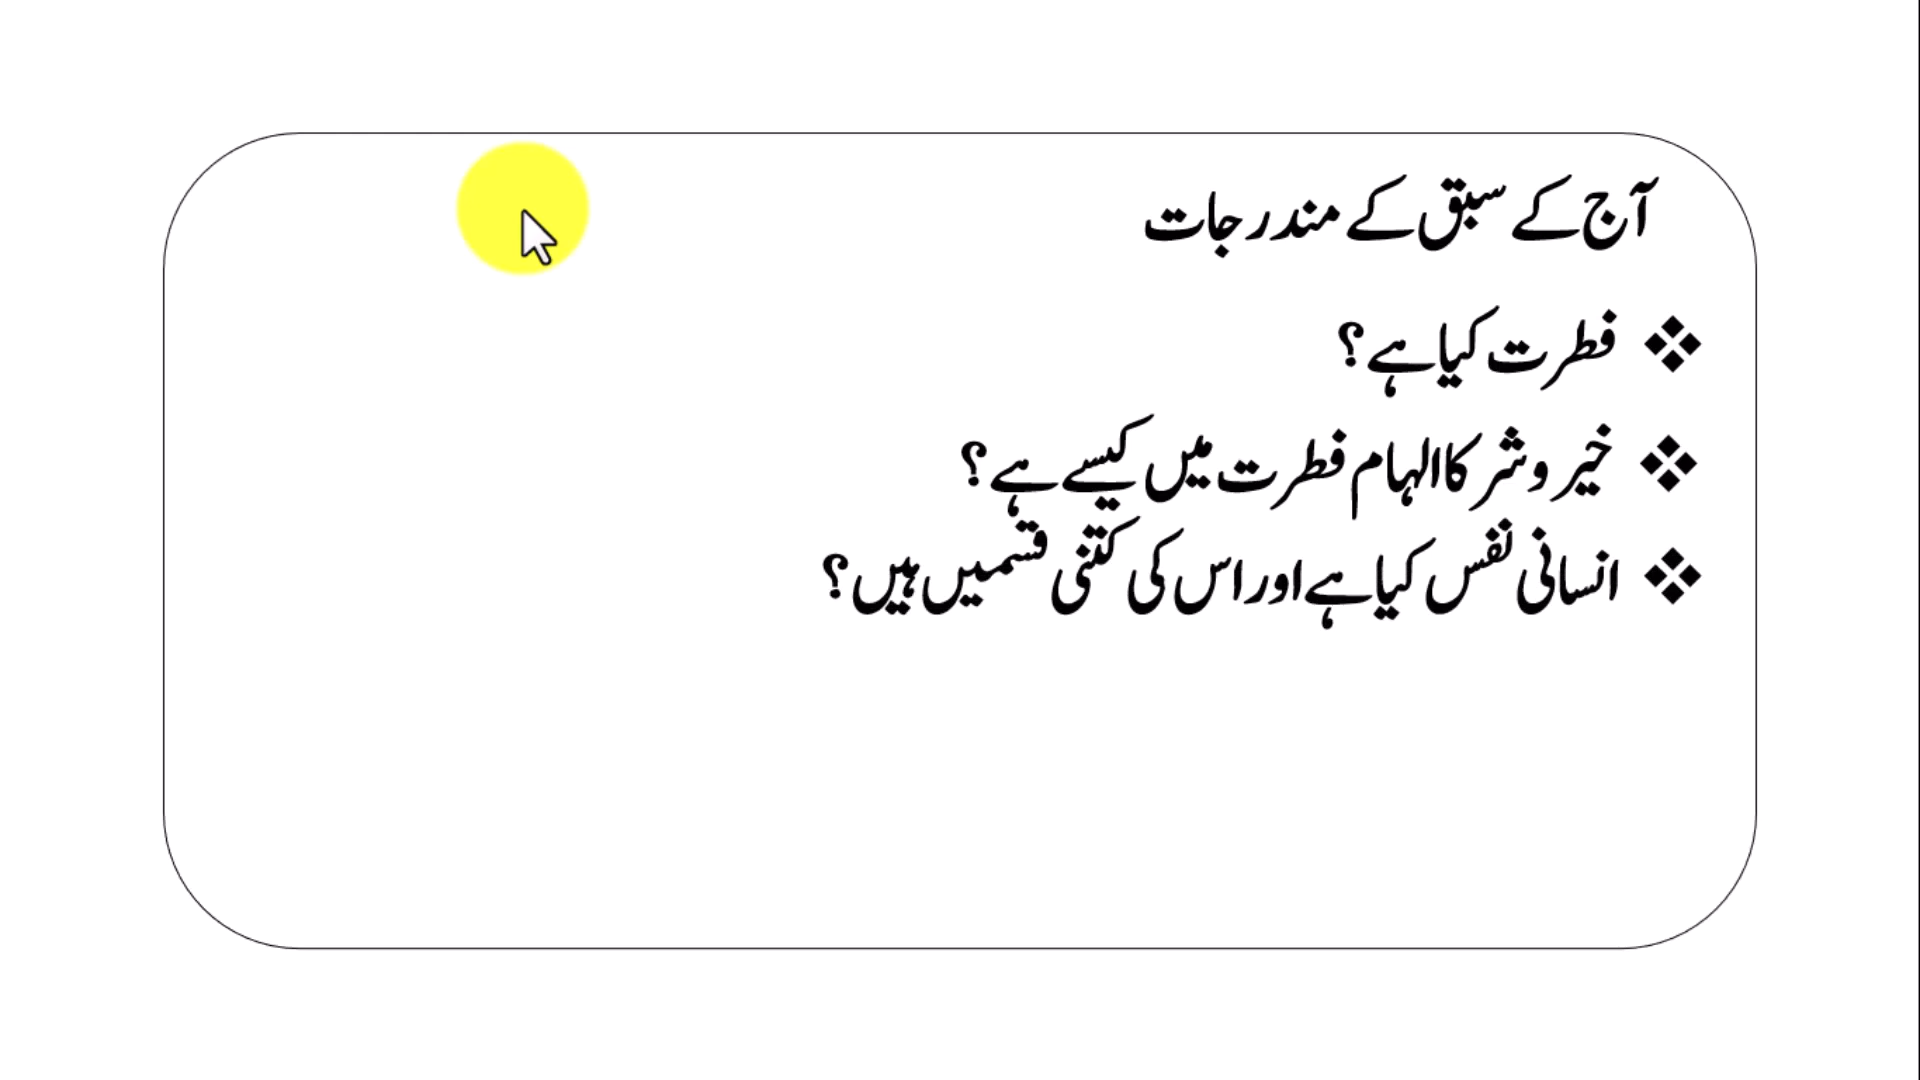 آج کے سبق کے مندرجات
❖ فطرت کیا ہے؟
❖ خیر و شر کا الہام فطرت میں کیسے ہے؟
❖ انسانی نفس کیا ہے اور اس کی کتنی قسمیں ہیں؟